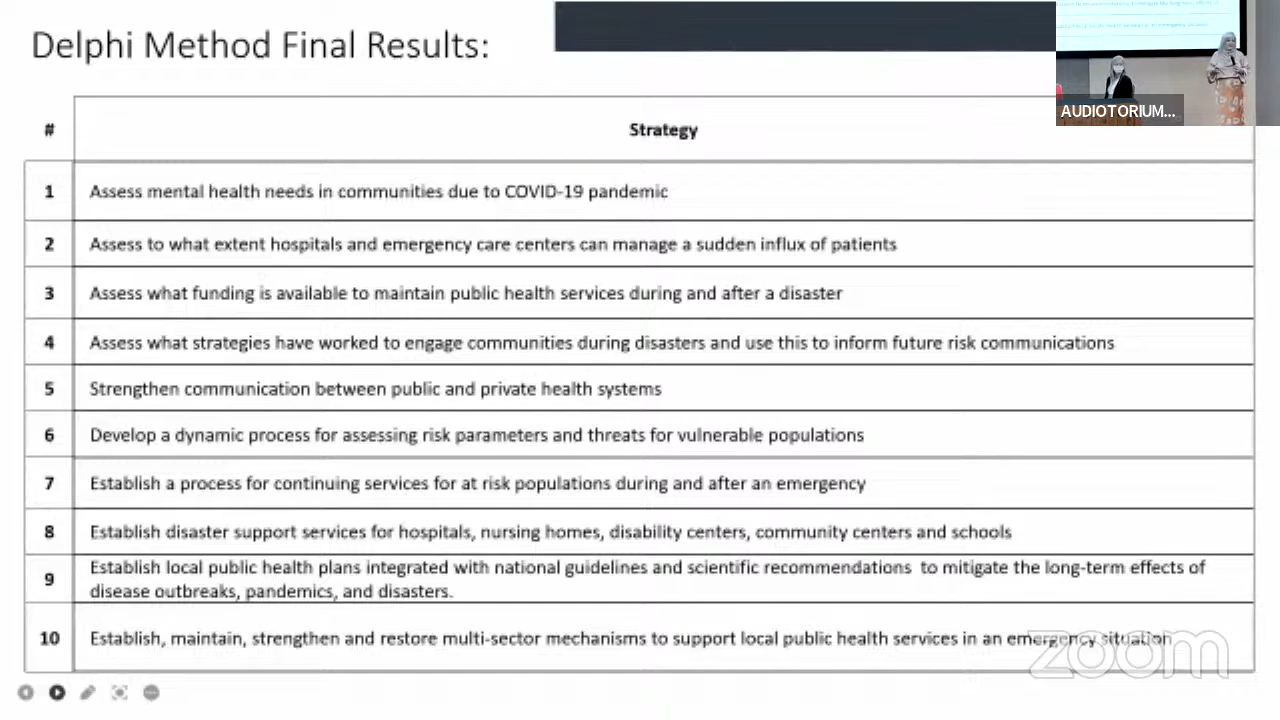 Delphi Method Final Results:
AUDIOTORIUM...
# Strategy
1 Assess mental health needs in communities due to COVID-19 pandemic
2 Assess to what extent hospitals and emergency care centers can manage a sudden influx of patients
3 Assess what funding is available to maintain public health services during and after a disaster
4 Assess what strategies have worked to engage communities during disasters and use this to inform future risk communications
5 Strengthen communication between public and private health systems
6 Develop a dynamic process for assessing risk parameters and threats for vulnerable populations
7 Establish a process for continuing services for at risk populations during and after an emergency
8 Establish disaster support services for hospitals, nursing homes, disability centers, community centers and schools
9 Establish local public health plans integrated with national guidelines and scientific recommendations to mitigate the long-term effects of
disease outbreaks, pandemics, and disasters.
10 Establish, maintain, strengthen and restore multi-sector mechanisms to support local public health services in an emergency situation
zoom